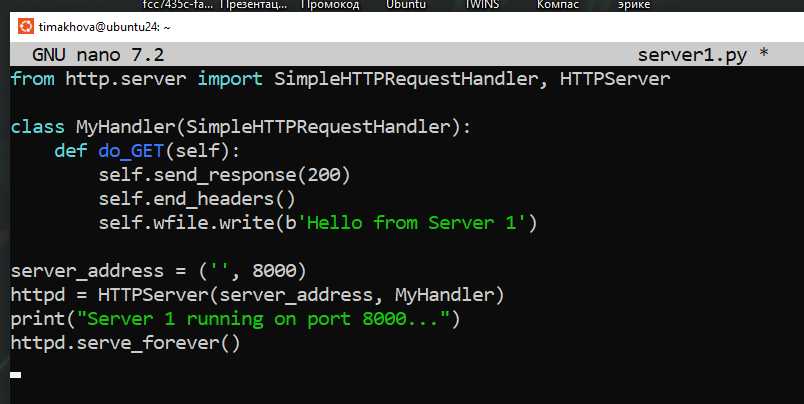 fcc7/435c-fa... Презентац... Промокод Ubuntu TWINS Компас эрике
timakhova@ubuntu24: ~
GNU nano 7.2 server1.py *
from http.server import SimpleHTTPRequestHandler, HTTPServer
class MyHandler(SimpleHTTPRequestHandler):
    def do_GET(self):
        self.send_response(200)
        self.end_headers()
        self.wfile.write(b'Hello from Server 1')
server_address = ('', 8000)
httpd = HTTPServer(server_address, MyHandler)
print("Server 1 running on port 8000...")
httpd.serve_forever()